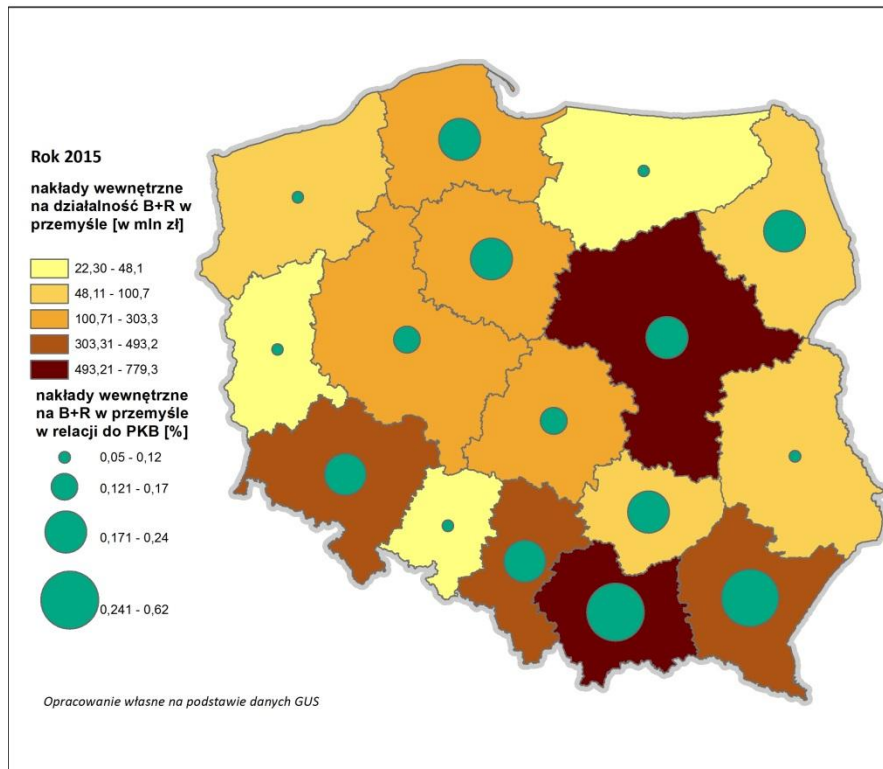 Rok 2015
nakłady wewnętrzne
na działalność B+R w
przemyśle [w mln zł]
22,30 - 48,1
48,11 - 100,7
100,71 - 303,3
303,31 - 493,2
493,21 - 779,3
nakłady wewnętrzne
na B+R w przemyśle
w relacji do PKB [%]
0,05 - 0,12
0,121 - 0,17
0,171 - 0,24
0,241 - 0,62
Opracowanie własne na podstawie danych GUS